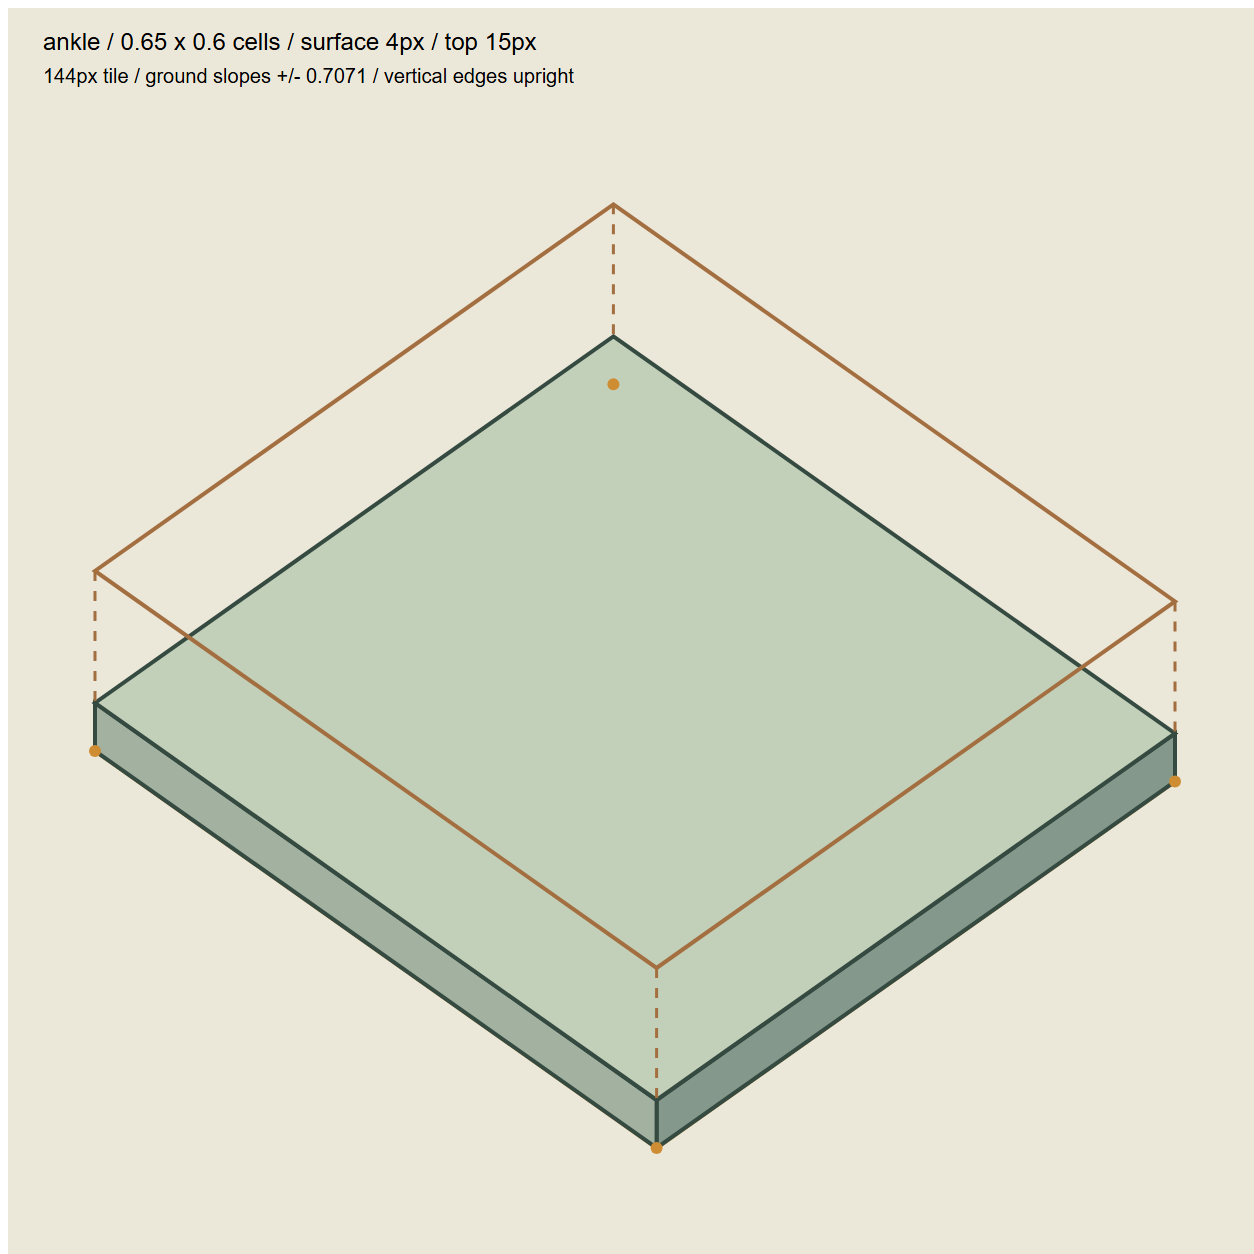 ankle / 0.65 x 0.6 cells / surface 4px / top 15px
144px tile / ground slopes +/- 0.7071 / vertical edges upright